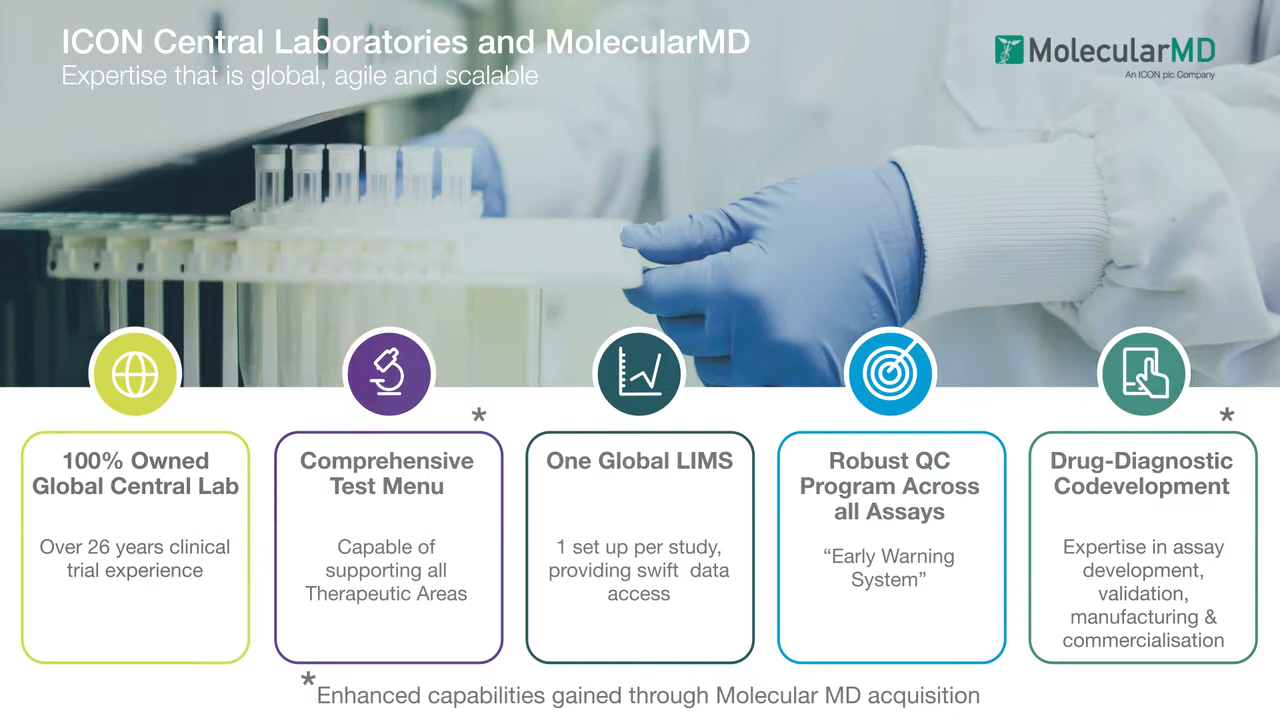 ICON Central Laboratories and MolecularMD
Expertise that is global, agile and scalable
MolecularMD
An ICON plc Company
*
*
100% Owned
Global Central Lab
Over 26 years clinical
trial experience
Comprehensive
Test Menu
Capable of
supporting all
Therapeutic Areas
One Global LIMS
1 set up per study,
providing swift  data
access
Robust QC
Program Across
all Assays
“Early Warning
System”
Drug-Diagnostic
Codevelopment
Expertise in assay
development,
validation,
manufacturing &
commercialisation
*Enhanced capabilities gained through Molecular MD acquisition